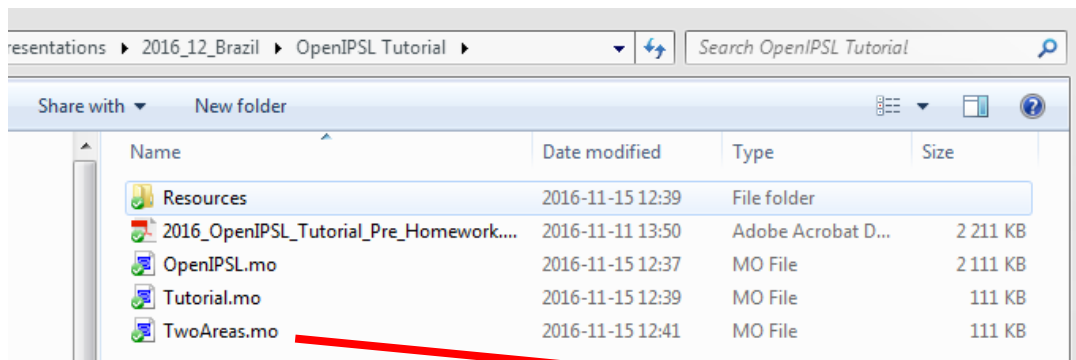 resentations ▸ 2016_12_Brazil ▸ OpenIPSL Tutorial ▸ Search OpenIPSL Tutorial
Share with New folder
Name Date modified Type Size
Resources 2016-11-15 12:39 File folder
2016_OpenIPSL_Tutorial_Pre_Homework.... 2016-11-11 13:50 Adobe Acrobat D... 2 211 KB
OpenIPSL.mo 2016-11-15 12:37 MO File 2 111 KB
Tutorial.mo 2016-11-15 12:39 MO File 111 KB
TwoAreas.mo 2016-11-15 12:41 MO File 111 KB